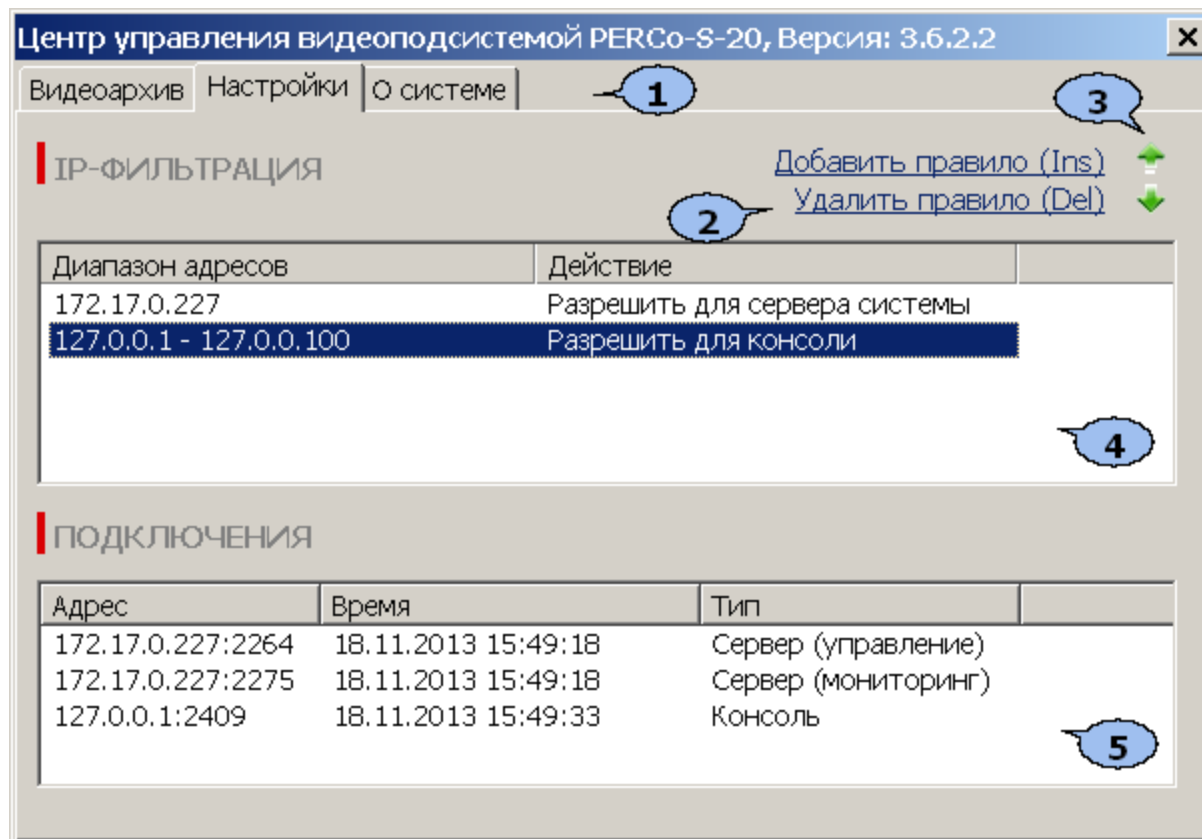 Центр управления видеоподсистемой PERCo-S-20, Версия: 3.6.2.2
Видеоархив Настройки О системе 1
3
IP-ФИЛЬТРАЦИЯ Добавить правило (Ins)
2 Удалить правило (Del)
Диапазон адресов Действие
172.17.0.227 Разрешить для сервера системы
127.0.0.1 - 127.0.0.100 Разрешить для консоли
4
ПОДКЛЮЧЕНИЯ
Адрес Время Тип
172.17.0.227:2264 18.11.2013 15:49:18 Сервер (управление)
172.17.0.227:2275 18.11.2013 15:49:18 Сервер (мониторинг)
127.0.0.1:2409 18.11.2013 15:49:33 Консоль
5